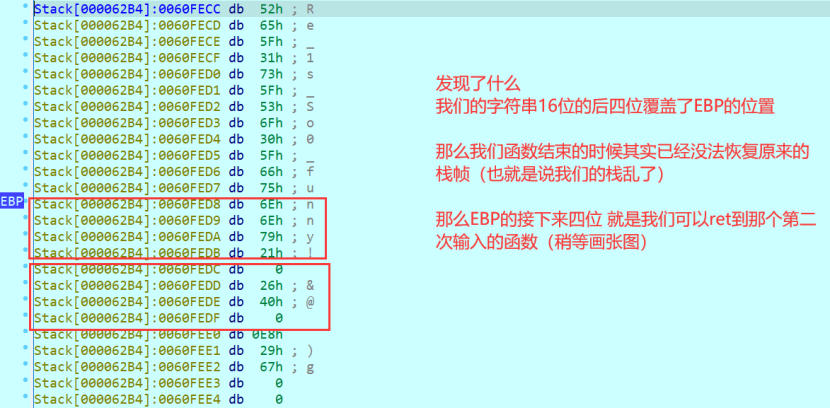 Stack[000062B4]:0060FECC db 52h ; R
Stack[000062B4]:0060FECD db 65h ; e
Stack[000062B4]:0060FECE db 5Fh ; _
Stack[000062B4]:0060FECF db 31h ; 1
Stack[000062B4]:0060FED0 db 73h ; s
Stack[000062B4]:0060FED1 db 5Fh ; _
Stack[000062B4]:0060FED2 db 53h ; S
Stack[000062B4]:0060FED3 db 6Fh ; o
Stack[000062B4]:0060FED4 db 30h ; 0
Stack[000062B4]:0060FED5 db 5Fh ; _
Stack[000062B4]:0060FED6 db 66h ; f
Stack[000062B4]:0060FED7 db 75h ; u
EBP Stack[000062B4]:0060FED8 db 6Eh ; n
Stack[000062B4]:0060FED9 db 6Eh ; n
Stack[000062B4]:0060FEDA db 79h ; y
Stack[000062B4]:0060FEDB db 21h ; !
Stack[000062B4]:0060FEDC db 0
Stack[000062B4]:0060FEDD db 26h ; &
Stack[000062B4]:0060FEDE db 40h ; @
Stack[000062B4]:0060FEDF db 0
Stack[000062B4]:0060FEE0 db 0E8h
Stack[000062B4]:0060FEE1 db 29h ; )
Stack[000062B4]:0060FEE2 db 67h ; g
Stack[000062B4]:0060FEE3 db 0
Stack[000062B4]:0060FEE4 db 0
发现了什么
我们的字符串16位的后四位覆盖了EBP的位置
那么我们函数结束的时候其实已经没法恢复原来的
栈帧（也就是说我们的栈乱了）
那么EBP的接下来四位 就是我们可以ret到那个第二
次输入的函数（稍等画张图）